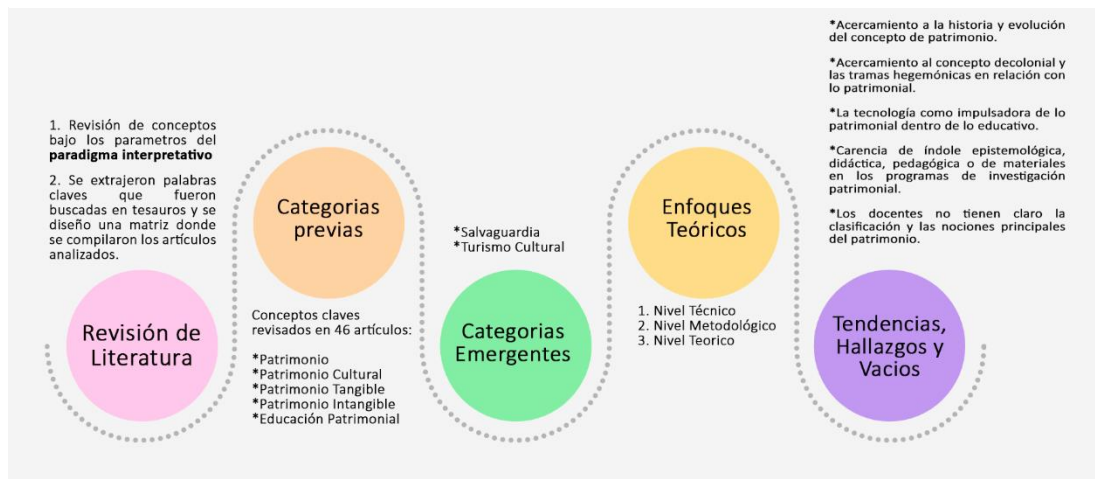 1. Revisión de conceptos
bajo los parametros del
paradigma interpretativo
2. Se extrajeron palabras
claves que fueron
buscadas en tesauros y se
diseño una matriz donde
se compilaron los artículos
analizados.
Revisión de
Literatura
Categorias
previas
Conceptos claves
revisados en 46 artículos:
*Patrimonio
*Patrimonio Cultural
*Patrimonio Tangible
*Patrimonio Intangible
*Educación Patrimonial
*Salvaguardia
*Turismo Cultural
Categorias
Emergentes
Enfoques
Teóricos
1. Nivel Técnico
2. Nivel Metodológico
3. Nivel Teorico
*Acercamiento a la historia y evolución
del concepto de patrimonio.
*Acercamiento al concepto decolonial y
las tramas hegemónicas en relación con
lo patrimonial.
*La tecnología como impulsadora de lo
patrimonial dentro de lo educativo.
*Carencia de índole epistemológica,
didáctica, pedagógica o de materiales
en los programas de investigación
patrimonial.
*Los docentes no tienen claro la
clasificación y las nociones principales
del patrimonio.
Tendencias,
Hallazgos y
Vacios